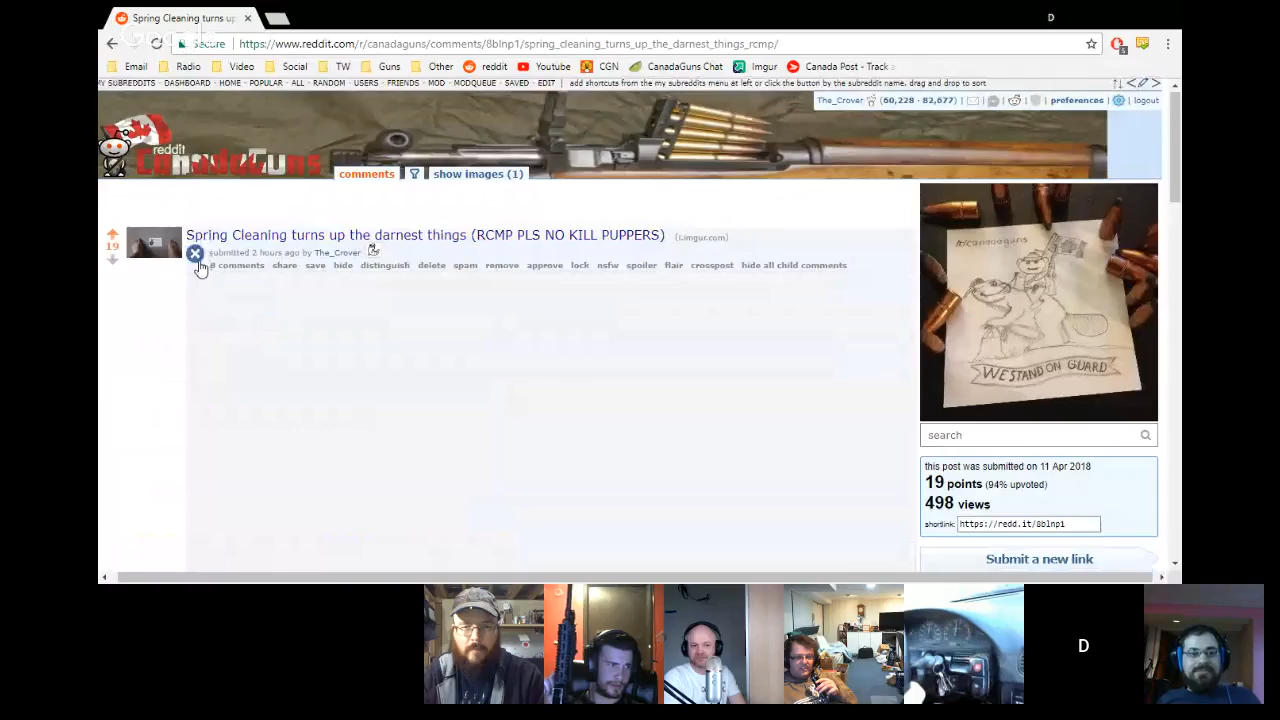 Spring Cleaning turns up
D
Secure
https://www.reddit.com/r/canadaguns/comments/8blnp1/spring_cleaning_turns_up_the_darnest_things_rcmp/
Email Radio Video Social TW Guns Other reddit Youtube CGN CanadaGuns Chat Imgur Canada Post - Track
MY SUBREDDITS - DASHBOARD - HOME - POPULAR - ALL - RANDOM - USERS - FRIENDS - MOD - MODQUEUE - SAVED - EDIT add shortcuts from the my subreddits menu at left or click the button by the subreddit name, drag and drop to sort
The_Crover (60,228 · 82,677) preferences logout
reddit
CanadaGuns
comments show images (1)
Spring Cleaning turns up the darnest things (RCMP PLS NO KILL PUPPERS) (i.imgur.com)
19
submitted 2 hours ago by The_Crover
8 comments share save hide distinguish delete spam remove approve lock nsfw spoiler flair crosspost hide all child comments
/r/canadaguns
WE STAND ON GUARD
search
this post was submitted on 11 Apr 2018
19 points (94% upvoted)
498 views
shortlink: https://redd.it/8blnp1
Submit a new link
D